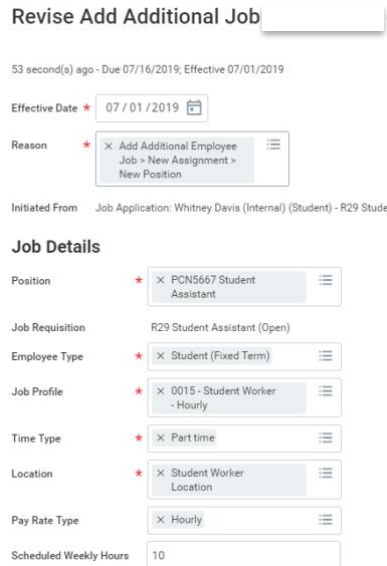 Revise Add Additional Job
53 second(s) ago - Due 07/16/2019; Effective 07/01/2019
Effective Date * 07 / 01 / 2019
Reason * × Add Additional Employee
Job > New Assignment >
New Position
Initiated From Job Application: Whitney Davis (Internal) (Student) - R29 Stude
Job Details
Position * × PCN5667 Student
Assistant
Job Requisition R29 Student Assistant (Open)
Employee Type * × Student (Fixed Term)
Job Profile * × 0015 - Student Worker
- Hourly
Time Type * × Part time
Location * × Student Worker
Location
Pay Rate Type × Hourly
Scheduled Weekly Hours 10